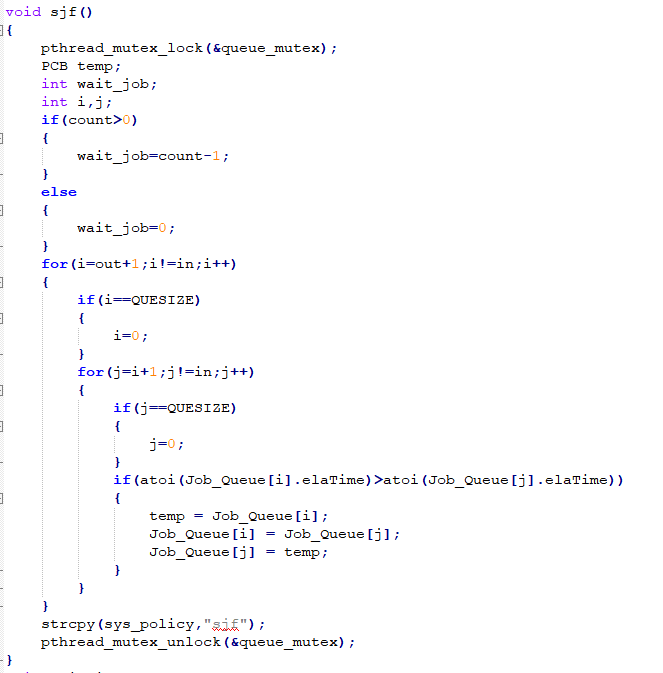 void sjf()
{
    pthread_mutex_lock(&queue_mutex);
    PCB temp;
    int wait_job;
    int i,j;
    if(count>0)
    {
        wait_job=count-1;
    }
    else
    {
        wait_job=0;
    }
    for(i=out+1;i!=in;i++)
    {
        if(i==QUESIZE)
        {
            i=0;
        }
        for(j=i+1;j!=in;j++)
        {
            if(j==QUESIZE)
            {
                j=0;
            }
            if(atoi(Job_Queue[i].elaTime)>atoi(Job_Queue[j].elaTime))
            {
                temp = Job_Queue[i];
                Job_Queue[i] = Job_Queue[j];
                Job_Queue[j] = temp;
            }
        }
    }
    strcpy(sys_policy,"sjf");
    pthread_mutex_unlock(&queue_mutex);
}